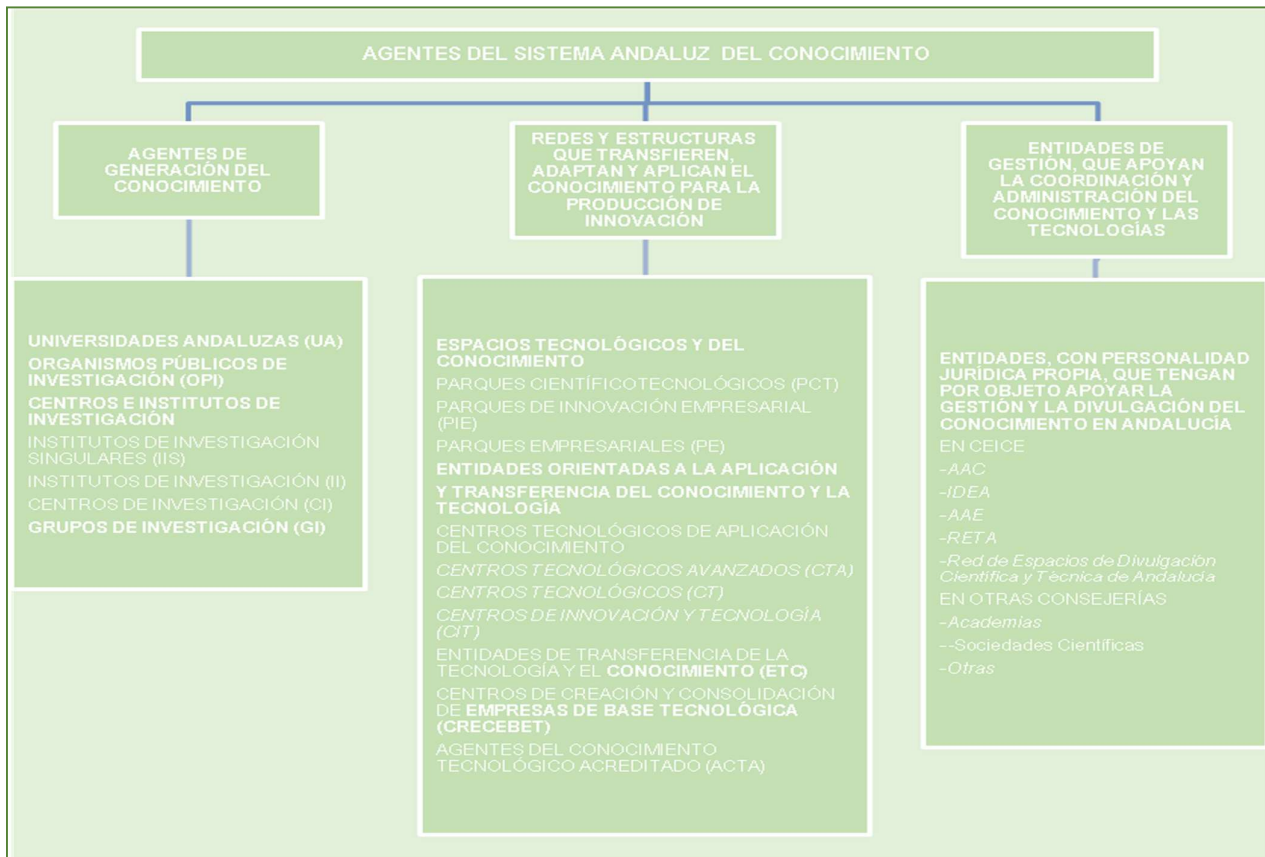 AGENTES DEL SISTEMA ANDALUZ DEL CONOCIMIENTO
AGENTES DE
GENERACIÓN DEL
CONOCIMIENTO
REDES Y ESTRUCTURAS
QUE TRANSFIEREN,
ADAPTAN Y APLICAN EL
CONOCIMIENTO PARA LA
PRODUCCIÓN DE
INNOVACIÓN
ENTIDADES DE
GESTIÓN, QUE APOYAN
LA COORDINACIÓN Y
ADMINISTRACIÓN DEL
CONOCIMIENTO Y LAS
TECNOLOGÍAS
UNIVERSIDADES ANDALUZAS (UA)
ORGANISMOS PÚBLICOS DE
INVESTIGACIÓN (OPI)
CENTROS E INSTITUTOS DE
INVESTIGACIÓN
INSTITUTOS DE INVESTIGACIÓN
SINGULARES (IIS)
INSTITUTOS DE INVESTIGACIÓN (II)
CENTROS DE INVESTIGACIÓN (CI)
GRUPOS DE INVESTIGACIÓN (GI)
ESPACIOS TECNOLÓGICOS Y DEL
CONOCIMIENTO
PARQUES CIENTÍFICOTECNOLÓGICOS (PCT)
PARQUES DE INNOVACIÓN EMPRESARIAL
(PIE)
PARQUES EMPRESARIALES (PE)
ENTIDADES ORIENTADAS A LA APLICACIÓN
Y TRANSFERENCIA DEL CONOCIMIENTO Y LA
TECNOLOGÍA
CENTROS TECNOLÓGICOS DE APLICACIÓN
DEL CONOCIMIENTO
CENTROS TECNOLÓGICOS AVANZADOS (CTA)
CENTROS TECNOLÓGICOS (CT)
CENTROS DE INNOVACIÓN Y TECNOLOGÍA
(CIT)
ENTIDADES DE TRANSFERENCIA DE LA
TECNOLOGÍA Y EL CONOCIMIENTO (ETC)
CENTROS DE CREACIÓN Y CONSOLIDACIÓN
DE EMPRESAS DE BASE TECNOLÓGICA
(CRECEBET)
AGENTES DEL CONOCIMIENTO
TECNOLÓGICO ACREDITADO (ACTA)
ENTIDADES, CON PERSONALIDAD
JURÍDICA PROPIA, QUE TENGAN
POR OBJETO APOYAR LA
GESTIÓN Y LA DIVULGACIÓN DEL
CONOCIMIENTO EN ANDALUCÍA
EN CEICE
-AAC
-IDEA
-AAE
-RETA
-Red de Espacios de Divulgación
Científica y Técnica de Andalucía
EN OTRAS CONSEJERÍAS
-Academías
--Sociedades Científicas
-Otras